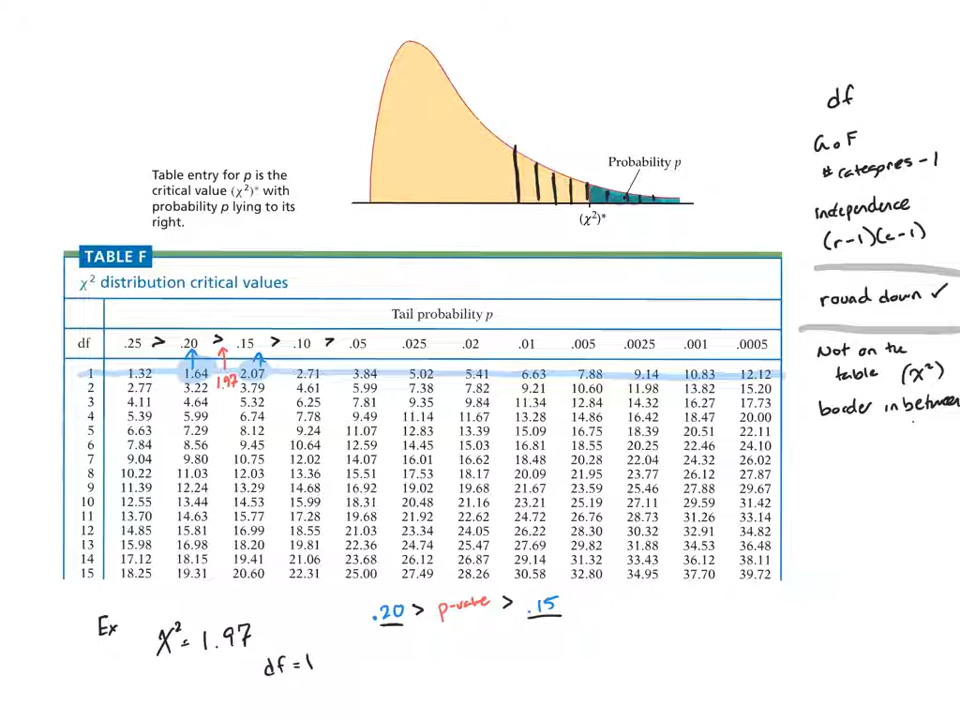 Table entry for p is the
critical value (χ²)* with
probability p lying to its
right.
Probability p
(χ²)*
df
GoF
# categories - 1
independence
(r-1)(c-1)
round down ✓
Not on the
table (χ²)
border in between
TABLE F
χ² distribution critical values
Tail probability p
df .25 > .20 > .15 > .10 > .05 .025 .02 .01 .005 .0025 .001 .0005
1 1.32 1.64 1.97 2.07 2.71 3.84 5.02 5.41 6.63 7.88 9.14 10.83 12.12
2 2.77 3.22 3.79 4.61 5.99 7.38 7.82 9.21 10.60 11.98 13.82 15.20
3 4.11 4.64 5.32 6.25 7.81 9.35 9.84 11.34 12.84 14.32 16.27 17.73
4 5.39 5.99 6.74 7.78 9.49 11.14 11.67 13.28 14.86 16.42 18.47 20.00
5 6.63 7.29 8.12 9.24 11.07 12.83 13.39 15.09 16.75 18.39 20.51 22.11
6 7.84 8.56 9.45 10.64 12.59 14.45 15.03 16.81 18.55 20.25 22.46 24.10
7 9.04 9.80 10.75 12.02 14.07 16.01 16.62 18.48 20.28 22.04 24.32 26.02
8 10.22 11.03 12.03 13.36 15.51 17.53 18.17 20.09 21.95 23.77 26.12 27.87
9 11.39 12.24 13.29 14.68 16.92 19.02 19.68 21.67 23.59 25.46 27.88 29.67
10 12.55 13.44 14.53 15.99 18.31 20.48 21.16 23.21 25.19 27.11 29.59 31.42
11 13.70 14.63 15.77 17.28 19.68 21.92 22.62 24.72 26.76 28.73 31.26 33.14
12 14.85 15.81 16.99 18.55 21.03 23.34 24.05 26.22 28.30 30.32 32.91 34.82
13 15.98 16.98 18.20 19.81 22.36 24.74 25.47 27.69 29.82 31.88 34.53 36.48
14 17.12 18.15 19.41 21.06 23.68 26.12 26.87 29.14 31.32 33.43 36.12 38.11
15 18.25 19.31 20.60 22.31 25.00 27.49 28.26 30.58 32.80 34.95 37.70 39.72
.20 > p-value > .15
Ex χ² = 1.97
df = 1